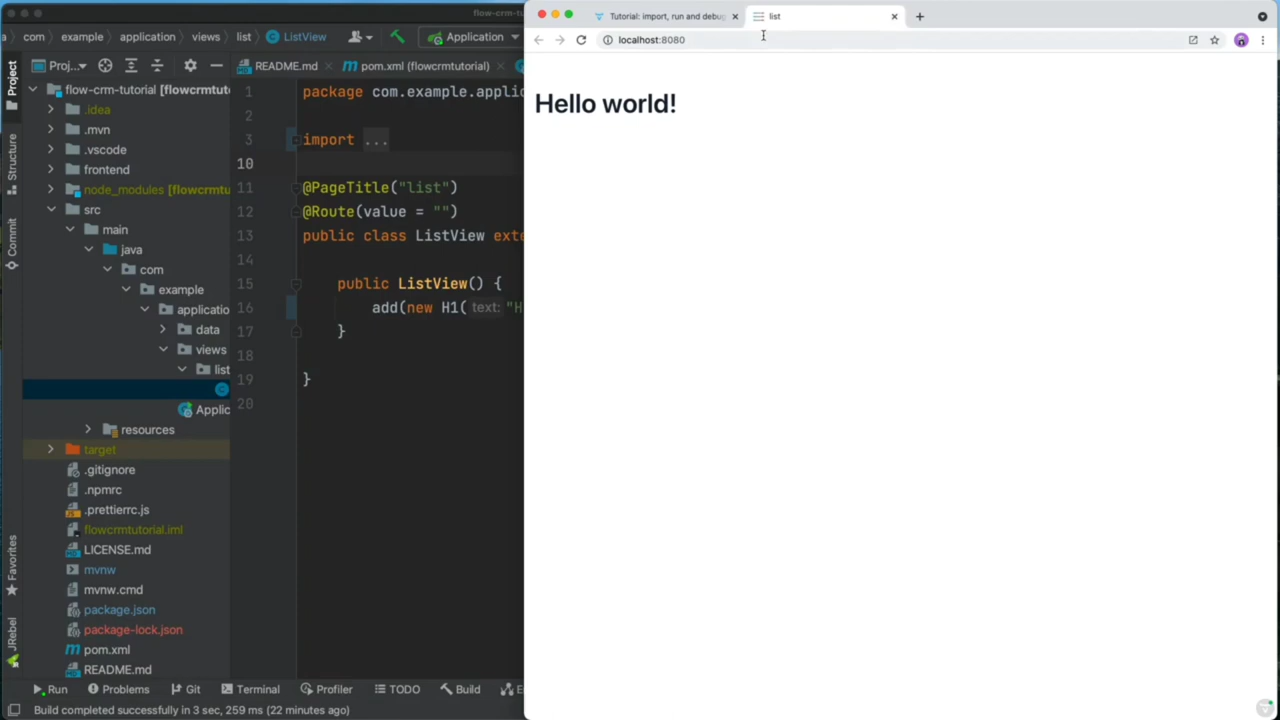 flow-crm-tu
com example application views list ListView Application
Project
Structure
Commit
Favorites
JRebel
Proj...
flow-crm-tutorial [flowcrmtutorial
.idea
.mvn
.vscode
frontend
node_modules [flowcrmtu
src
main
java
com
example
applicatio
data
views
list
Applic
resources
target
.gitignore
.npmrc
.prettierrc.js
flowcrmtutorial.iml
LICENSE.md
mvnw
mvnw.cmd
package.json
package-lock.json
pom.xml
README.md
README.md pom.xml (flowcrmtutorial)
1 package com.example.applic
2
3 import ...
10
11 @PageTitle("list")
12 @Route(value = "")
13 public class ListView exte
14
15 public ListView() {
16 add(new H1( text: "H
17 }
18
19 }
20
Run Problems Git Terminal Profiler TODO Build
Build completed successfully in 3 sec, 259 ms (22 minutes ago)
Tutorial: import, run and debug list
localhost:8080
Hello world!